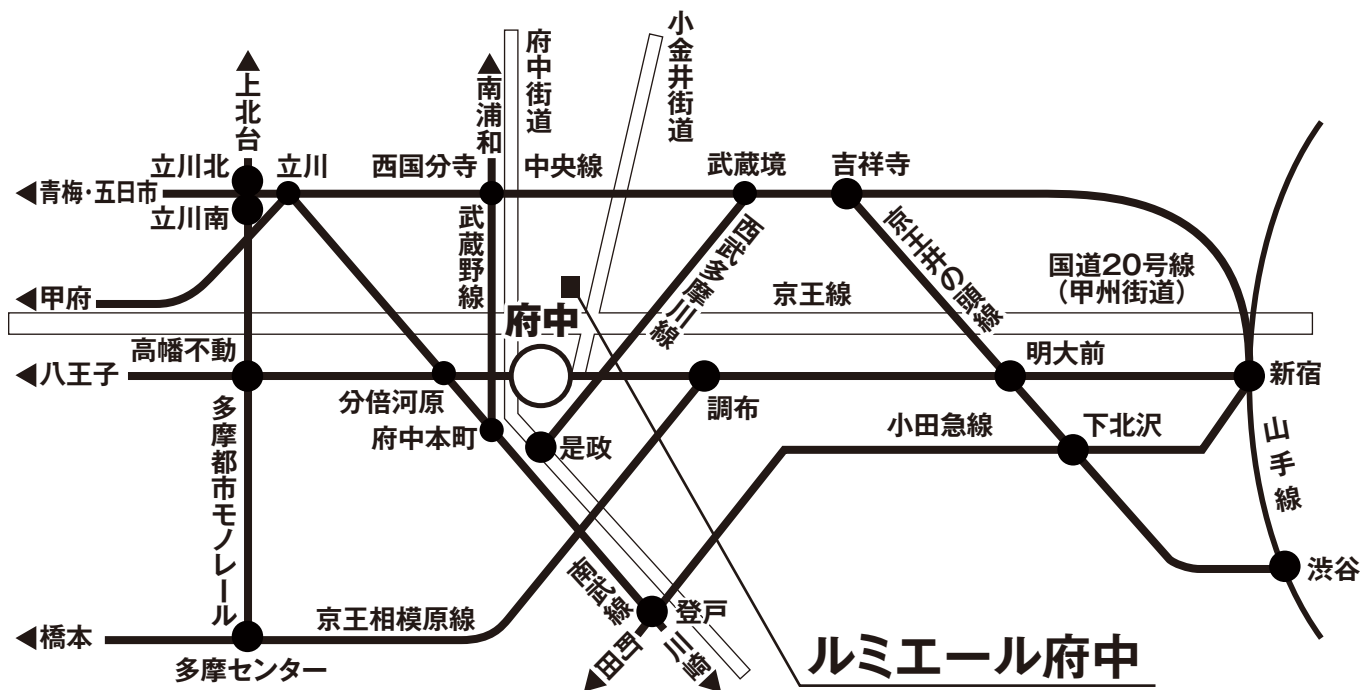 小金井街道
府中街道
▲上北台
▲南浦和
立川北
立川
西国分寺
中央線
武蔵境
吉祥寺
◀青梅・五日市
立川南
武蔵野線
西武多摩川線
京王井の頭線
国道20号線
（甲州街道）
◀甲府
京王線
府中
高幡不動
明大前
◀八王子
新宿
分倍河原
調布
府中本町
是政
小田急線
下北沢
山手線
多摩都市モノレール
南武線
渋谷
京王相模原線
登戸
◀橋本
町田
川崎
多摩センター
ルミエール府中